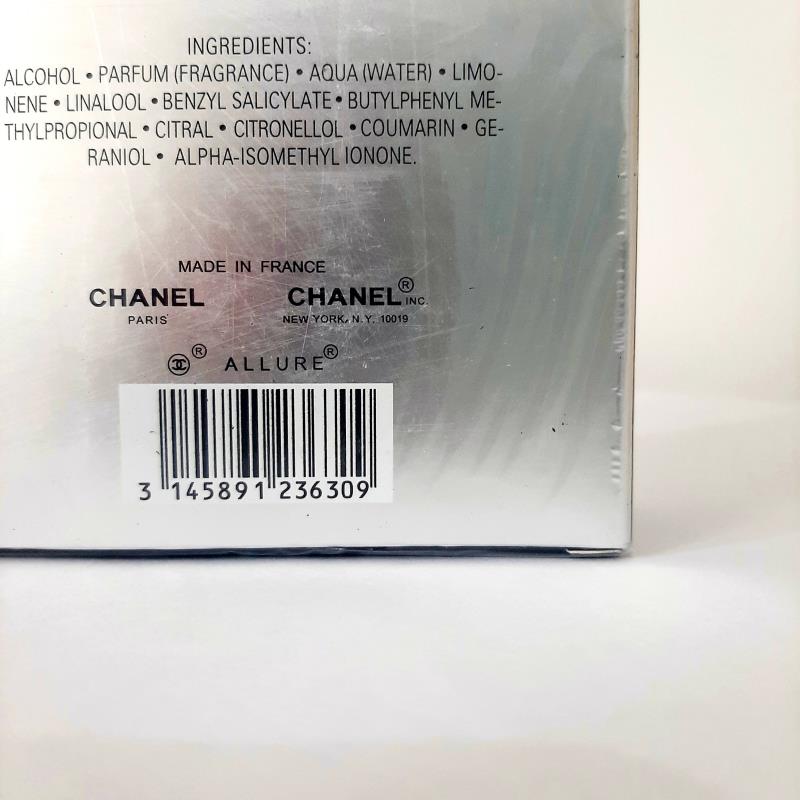 INGREDIENTS:
ALCOHOL • PARFUM (FRAGRANCE) • AQUA (WATER) • LIMO-
NENE • LINALOOL • BENZYL SALICYLATE • BUTYLPHENYL ME-
THYLPROPIONAL • CITRAL • CITRONELLOL • COUMARIN • GE-
RANIOL • ALPHA-ISOMETHYL IONONE.
MADE IN FRANCE
CHANEL CHANEL® INC.
PARIS NEW YORK, N.Y. 10019
® ALLURE®
3 145891 236309